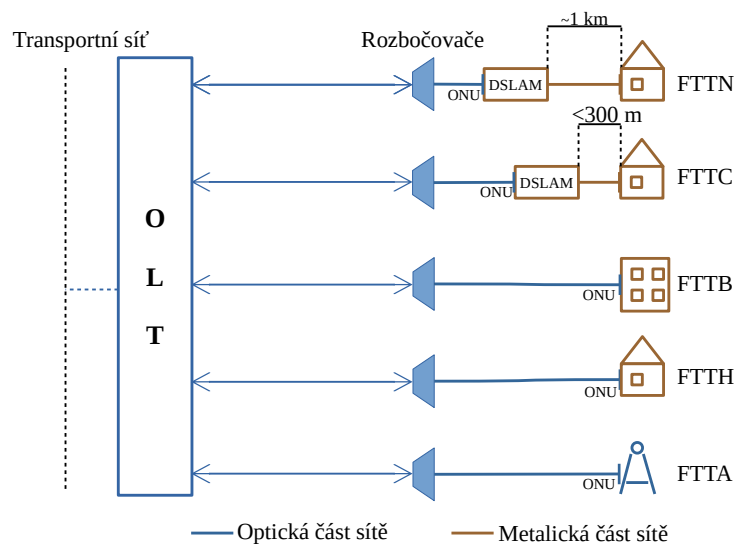 ~1 km
Transportní síť
Rozbočovače
ONU
DSLAM
FTTN
<300 m
ONU
DSLAM
FTTC
O
L
T
ONU
FTTB
ONU
FTTH
ONU
FTTA
Optická část sítě
Metalická část sítě